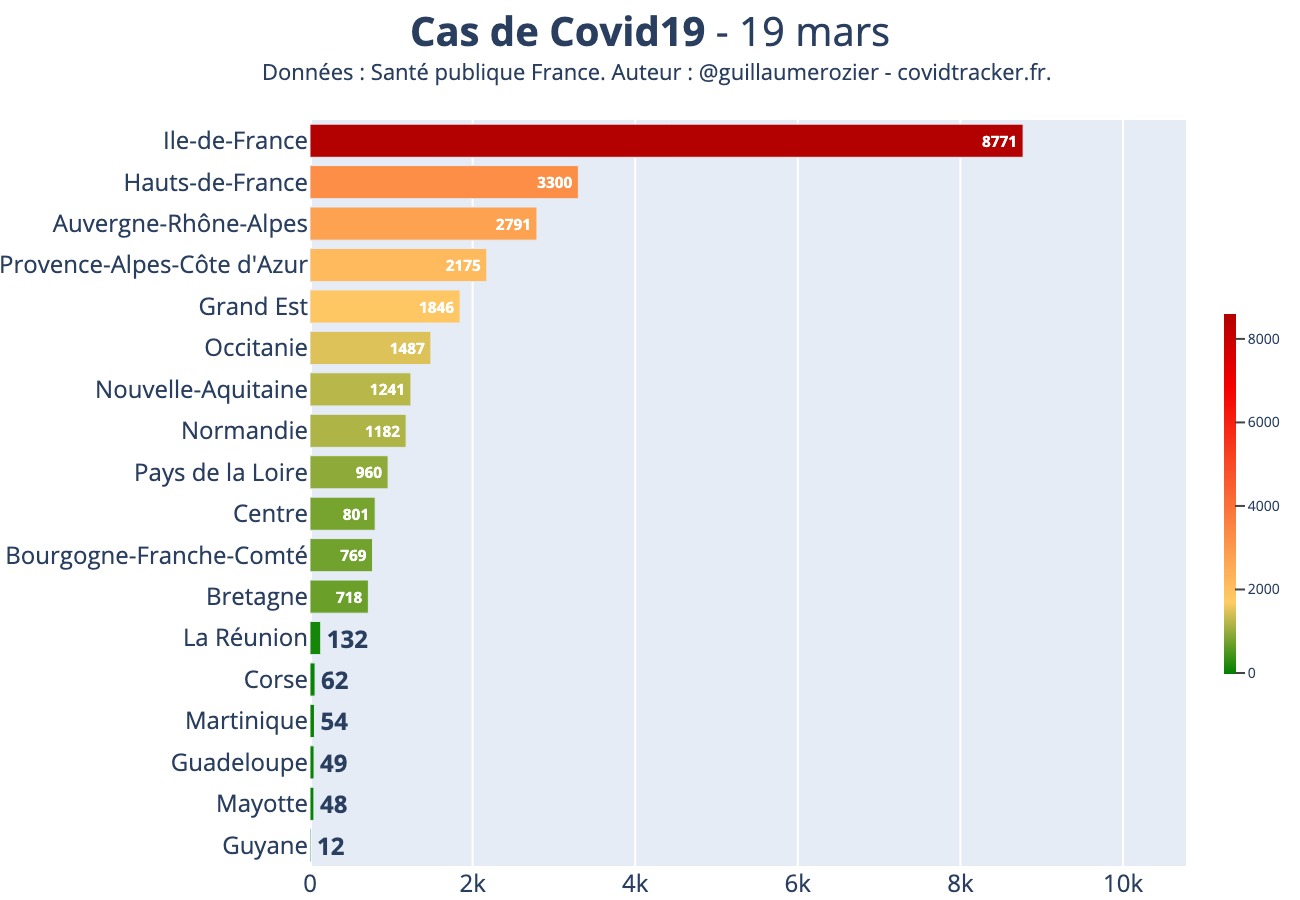 Cas de Covid19 - 19 mars
Données : Santé publique France. Auteur : @guillaumerozier - covidtracker.fr.
Ile-de-France 8771
Hauts-de-France 3300
Auvergne-Rhône-Alpes 2791
Provence-Alpes-Côte d'Azur 2175
Grand Est 1846
Occitanie 1487
Nouvelle-Aquitaine 1241
Normandie 1182
Pays de la Loire 960
Centre 801
Bourgogne-Franche-Comté 769
Bretagne 718
La Réunion 132
Corse 62
Martinique 54
Guadeloupe 49
Mayotte 48
Guyane 12
0 2k 4k 6k 8k 10k
8000
6000
4000
2000
0